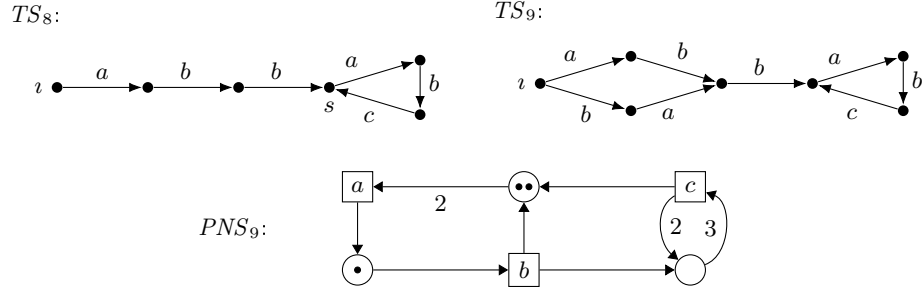 TS₈:
TS₉:
ı a b b s a b c
ı a b b a b a b c
PNS₉:
a 2 c 2 3
b